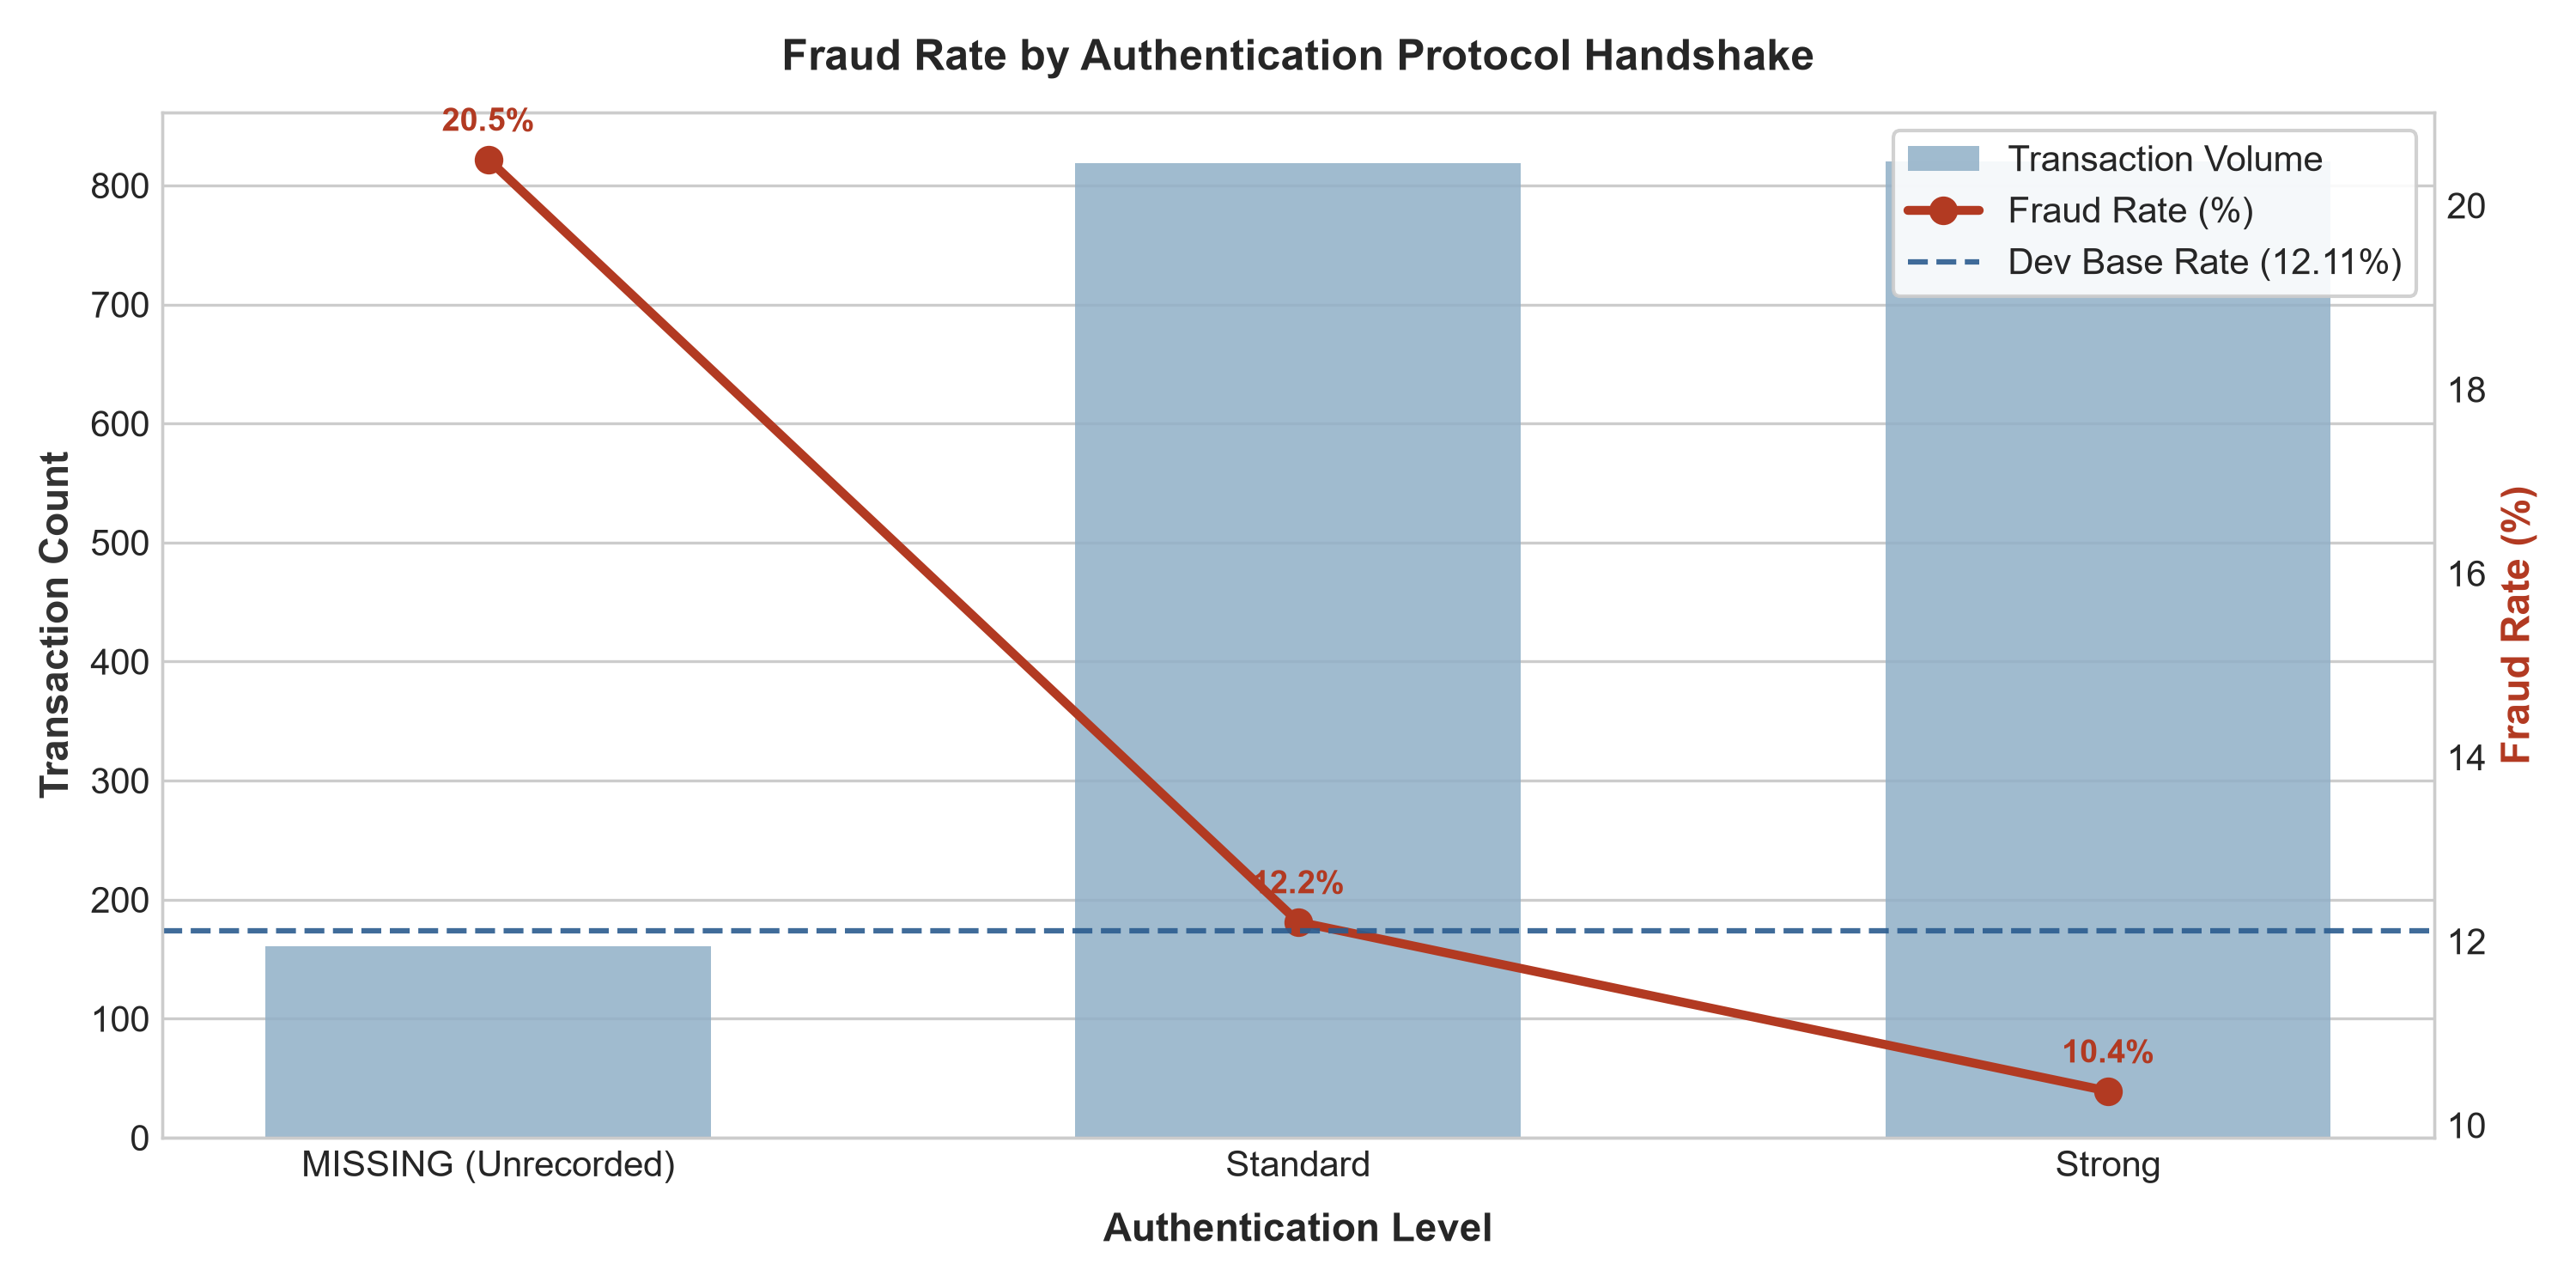 Fraud Rate by Authentication Protocol Handshake
20.5%
12.2%
10.4%
Transaction Volume
Fraud Rate (%)
Dev Base Rate (12.11%)
Transaction Count
800
700
600
500
400
300
200
100
0
20
18
16
14
12
10
Fraud Rate (%)
MISSING (Unrecorded)
Standard
Strong
Authentication Level